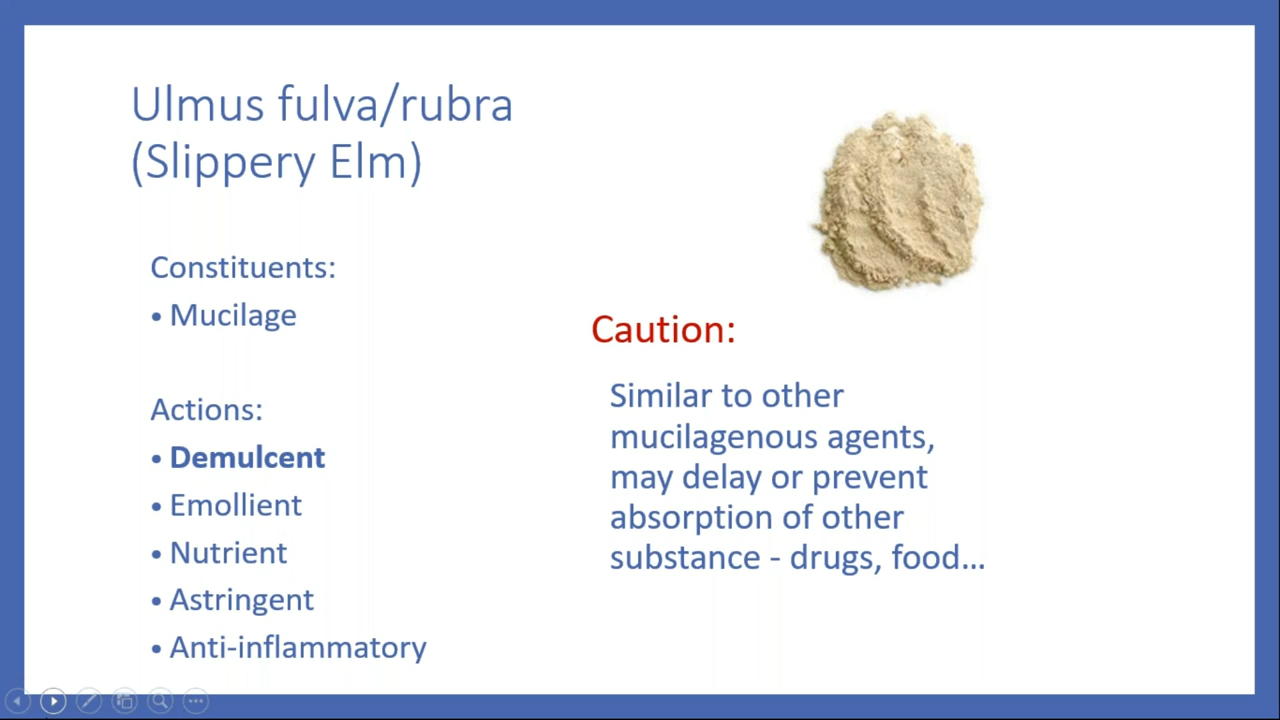 Ulmus fulva/rubra
(Slippery Elm)
Constituents:
• Mucilage
Actions:
• Demulcent
• Emollient
• Nutrient
• Astringent
• Anti-inflammatory
Caution:
Similar to other
mucilagenous agents,
may delay or prevent
absorption of other
substance - drugs, food…